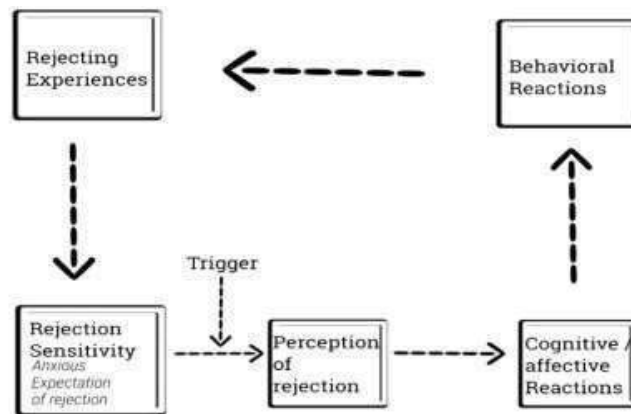 Rejecting
Experiences
Behavioral
Reactions
Trigger
Rejection
Sensitivity
Anxious
Expectation
of rejection
Perception
of
rejection
Cognitive /
affective
Reactions